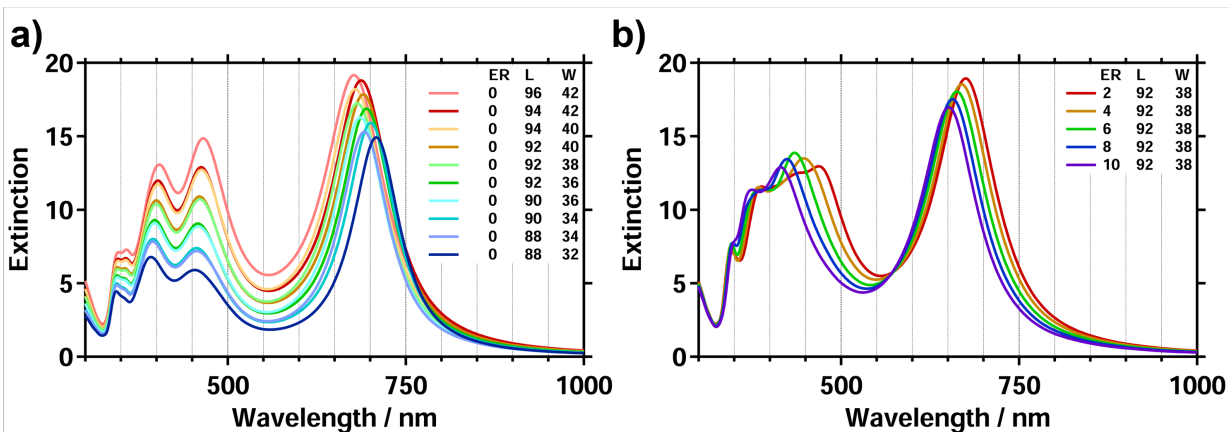 a)
20
15
10
5
0
Extinction
ER L W
0 96 42
0 94 42
0 94 40
0 92 40
0 92 38
0 92 36
0 90 36
0 90 34
0 88 34
0 88 32
500 750 1000
Wavelength / nm
b)
20
15
10
5
0
Extinction
ER L W
2 92 38
4 92 38
6 92 38
8 92 38
10 92 38
500 750 1000
Wavelength / nm